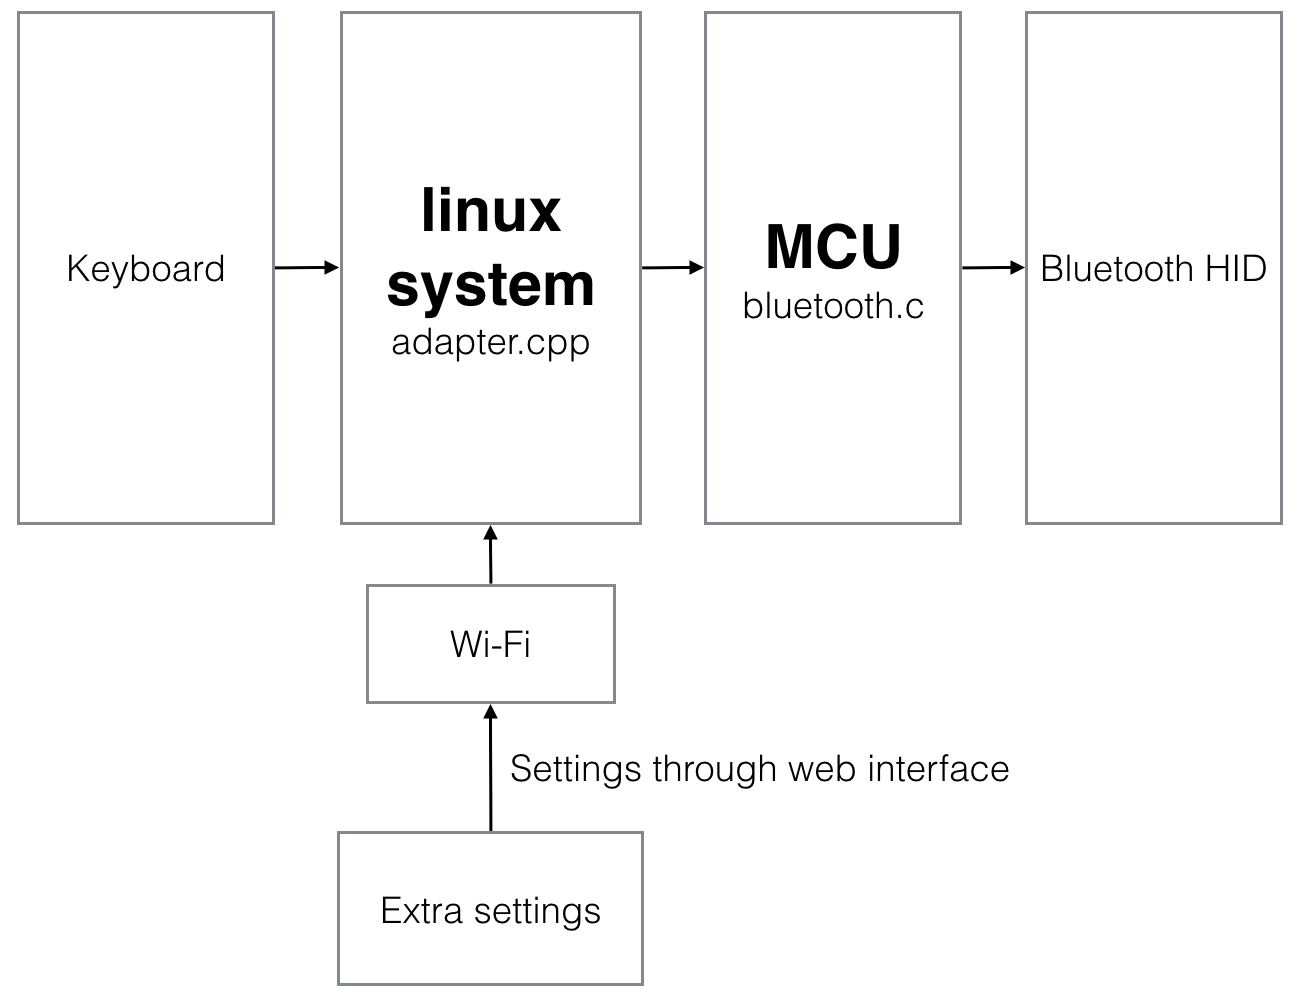 Keyboard
linux
system
adapter.cpp
MCU
bluetooth.c
Bluetooth HID
Wi-Fi
Settings through web interface
Extra settings